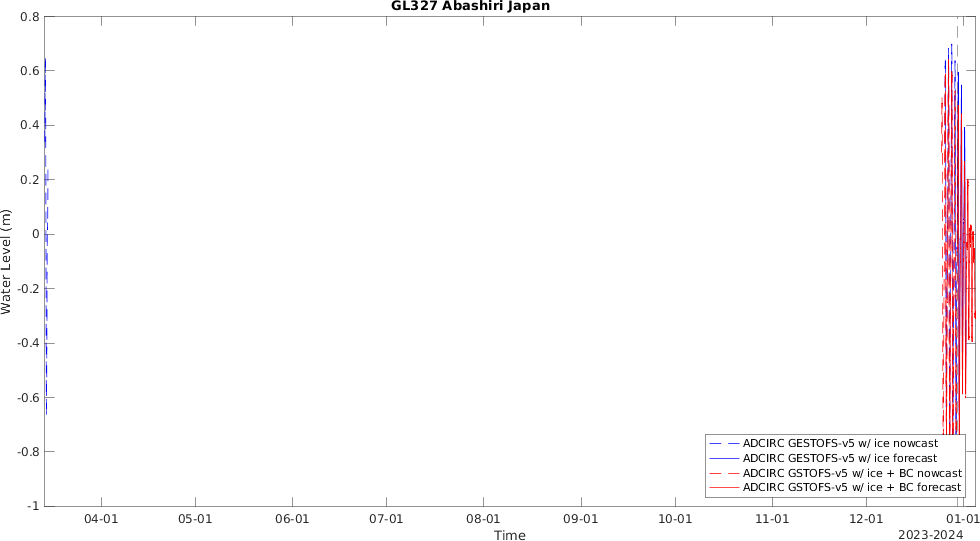 GL327 Abashiri Japan
0.8
0.6
0.4
0.2
0
-0.2
-0.4
-0.6
-0.8
-1
Water Level (m)
ADCIRC GESTOFS-v5 w/ ice nowcast
ADCIRC GESTOFS-v5 w/ ice forecast
ADCIRC GSTOFS-v5 w/ ice + BC nowcast
ADCIRC GSTOFS-v5 w/ ice + BC forecast
04-01 05-01 06-01 07-01 08-01 09-01 10-01 11-01 12-01 01-01
Time
2023-2024